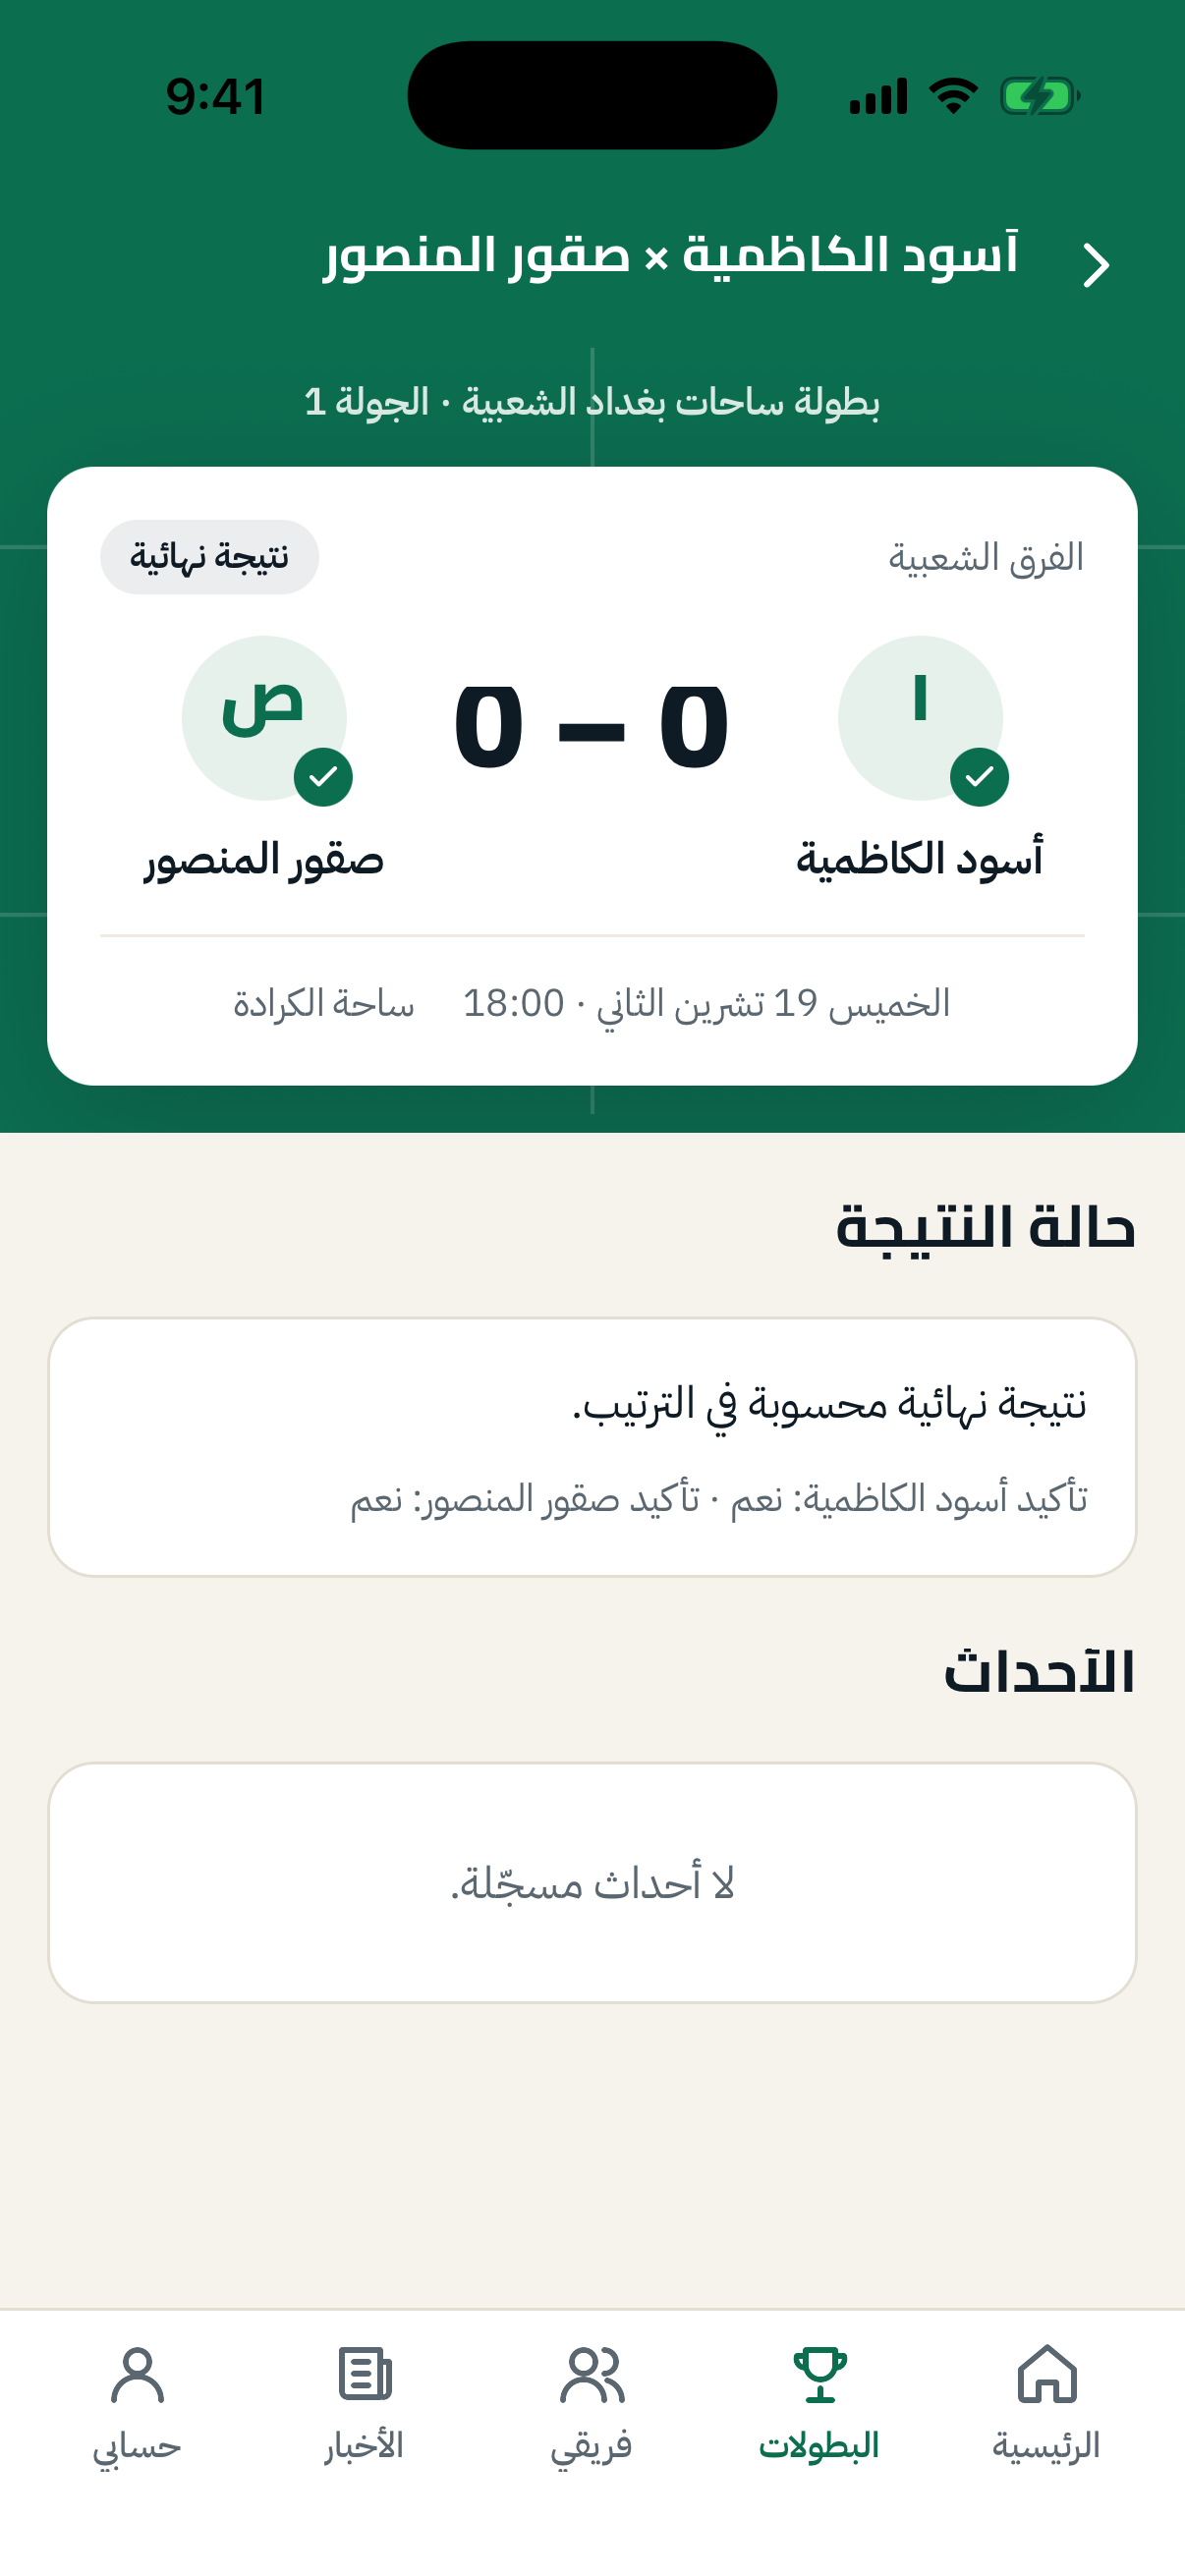 9:41
أسود الكاظمية × صقور المنصور
بطولة ساحات بغداد الشعبية · الجولة 1
الفرق الشعبية
نتيجة نهائية
ا
0 – 0
ص
أسود الكاظمية
صقور المنصور
الخميس 19 تشرين الثاني · 18:00 ساحة الكرادة
حالة النتيجة
نتيجة نهائية محسوبة في الترتيب.
تأكيد أسود الكاظمية: نعم · تأكيد صقور المنصور: نعم
الأحداث
لا أحداث مسجّلة.
الرئيسية
البطولات
فريقي
الأخبار
حسابي